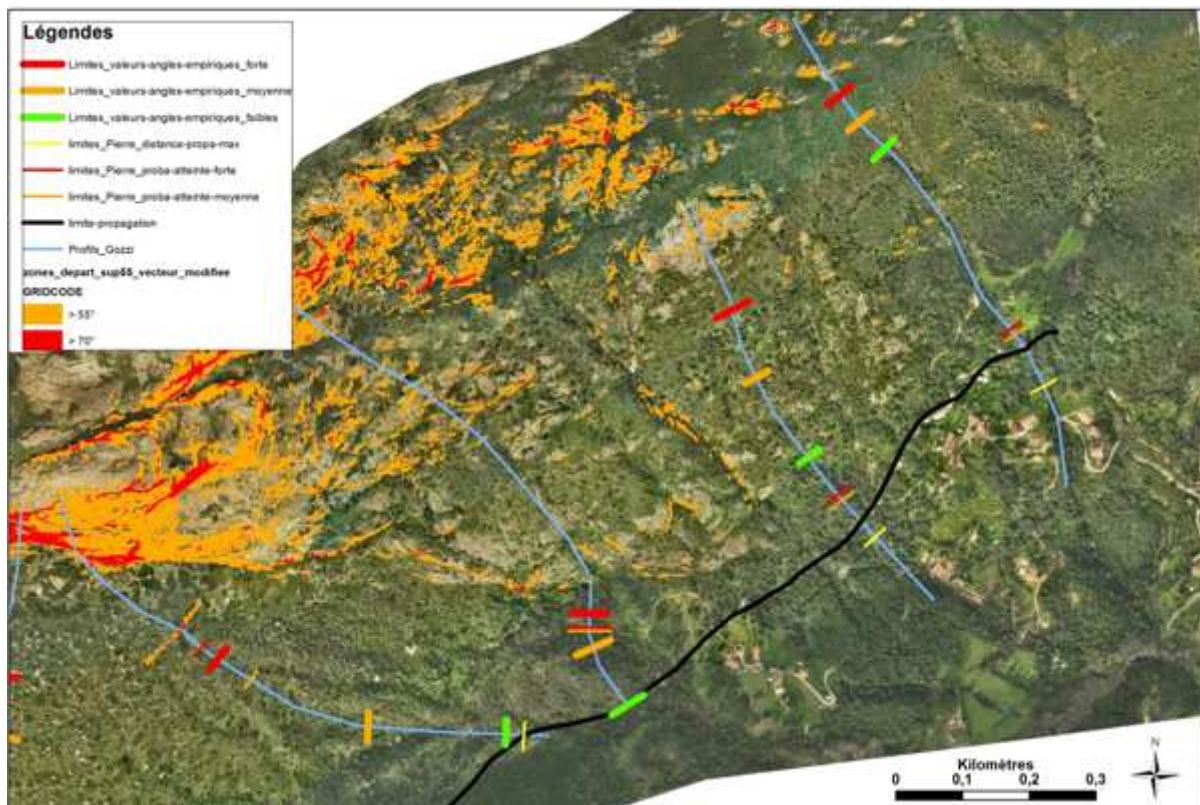 Légendes
Limites_valeurs-angles-empiriques_forte
Limites_valeurs-angles-empiriques_moyenne
Limites_valeurs-angles-empiriques_faibles
limites_Pierre_distance-propa-max
limites_Pierre_proba-atteinte-forte
limites_Pierre_proba-atteinte-moyenne
limite-propagation
Profils_Gozzi
zones_depart_sup55_vecteur_modifiee
GRIDCODE
> 55°
> 70°
N
Kilomètres
0 0,1 0,2 0,3